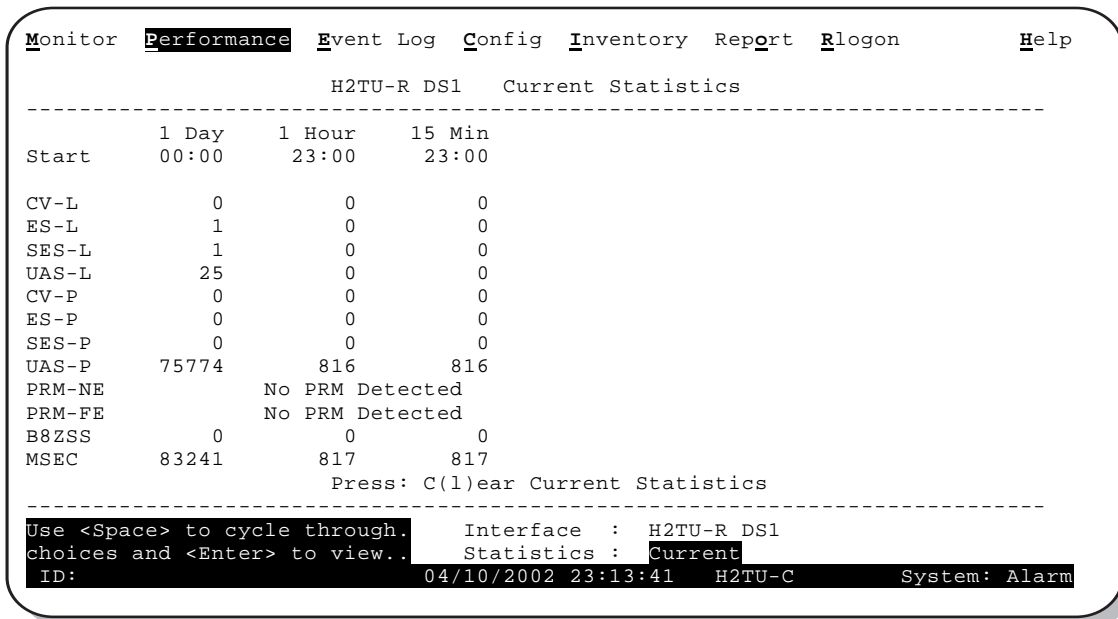 Monitor Performance Event Log Config Inventory Report Rlogon Help
H2TU-R DS1 Current Statistics
--------------------------------------------------------------------------------
1 Day 1 Hour 15 Min
Start 00:00 23:00 23:00
CV-L 0 0 0
ES-L 1 0 0
SES-L 1 0 0
UAS-L 25 0 0
CV-P 0 0 0
ES-P 0 0 0
SES-P 0 0 0
UAS-P 75774 816 816
PRM-NE No PRM Detected
PRM-FE No PRM Detected
B8ZSS 0 0 0
MSEC 83241 817 817
Press: C(l)ear Current Statistics
--------------------------------------------------------------------------------
Use <Space> to cycle through. Interface : H2TU-R DS1
choices and <Enter> to view.. Statistics : Current
ID: 04/10/2002 23:13:41 H2TU-C System: Alarm